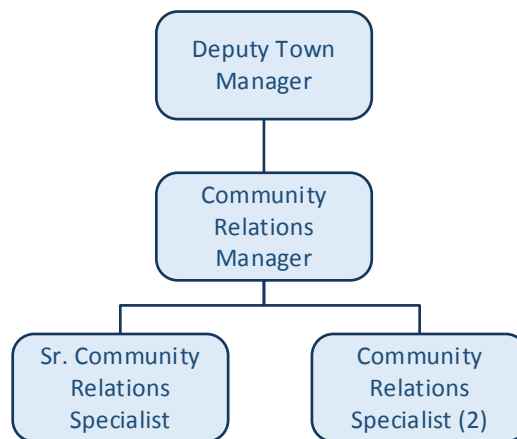 Deputy Town
Manager
Community
Relations
Manager
Sr. Community
Relations
Specialist
Community
Relations
Specialist (2)